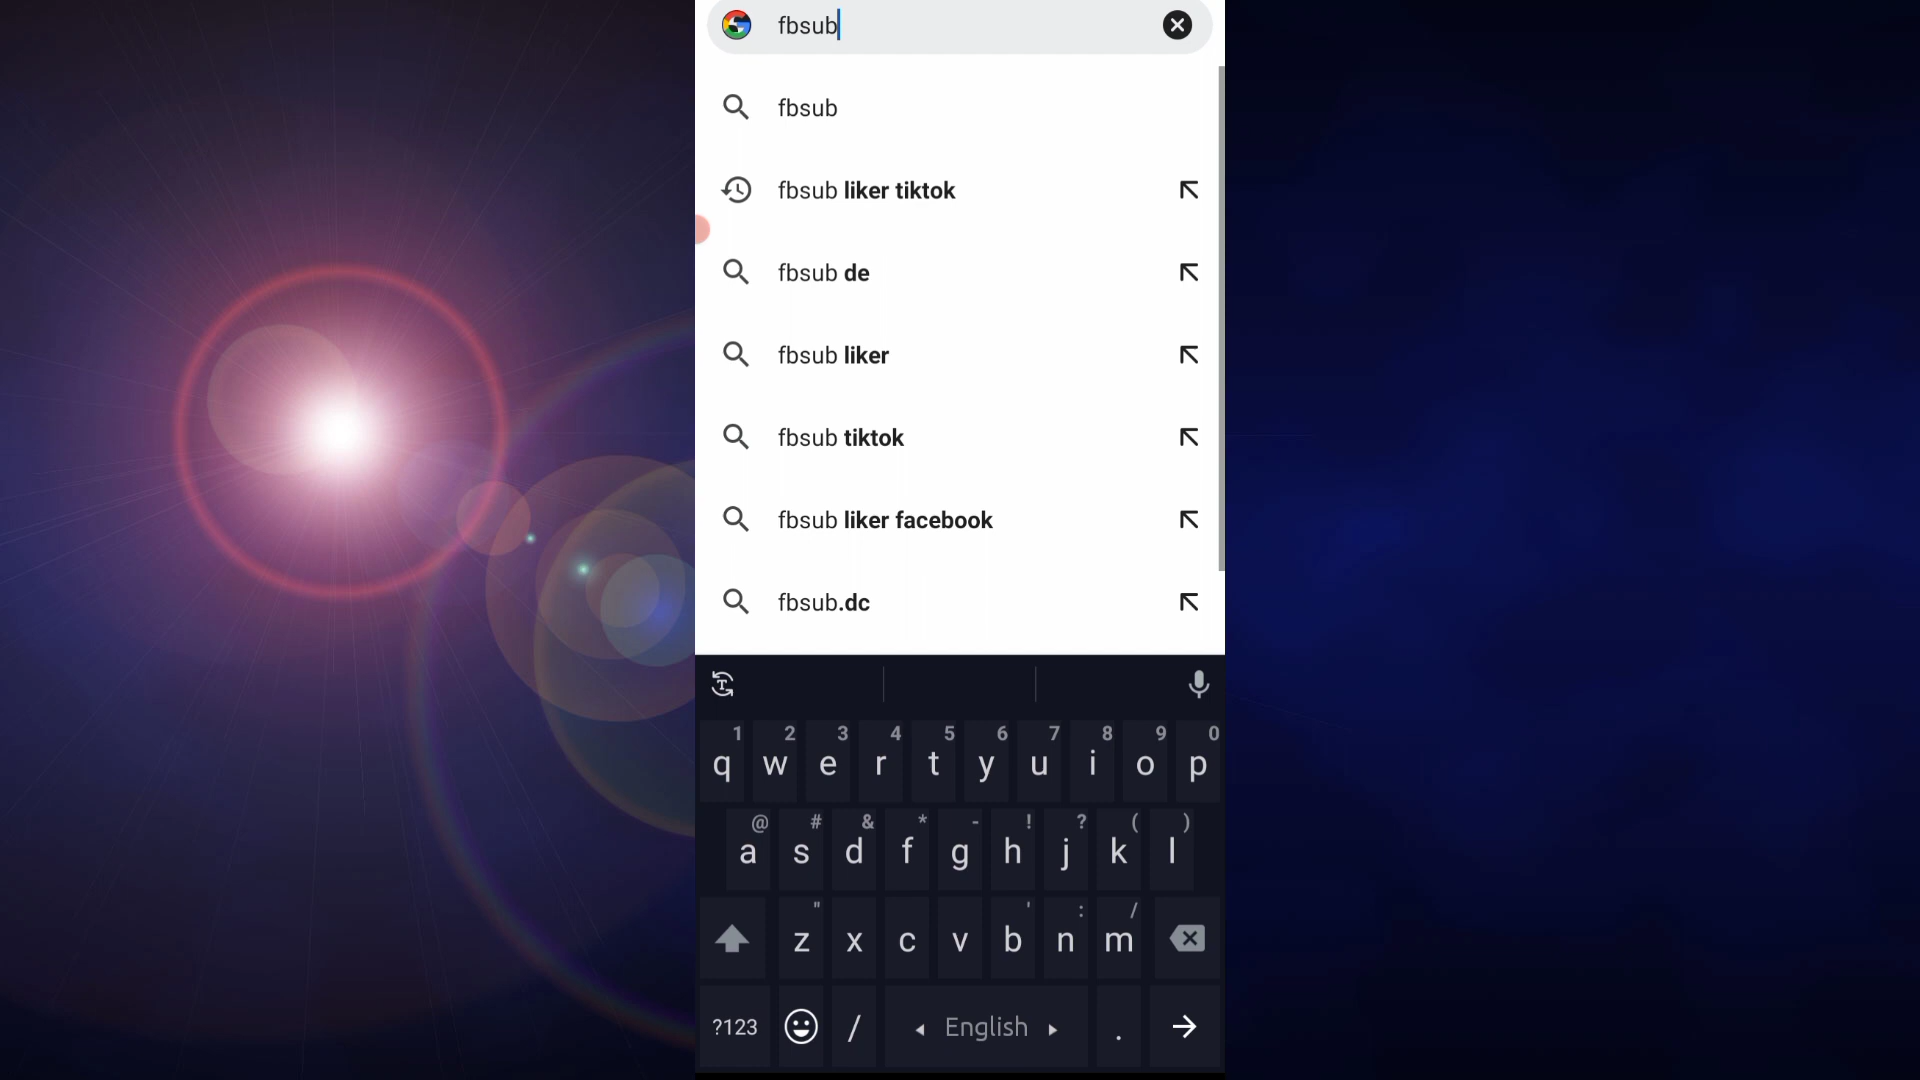 fbsub
fbsub
fbsub liker tiktok
fbsub de
fbsub liker
fbsub tiktok
fbsub liker facebook
fbsub.dc
1 2 3 4 5 6 7 8 9 0
q w e r t y u i o p
@ # & * - ! ? ( )
a s d f g h j k l
" ' : /
z x c v b n m
?123 / English .